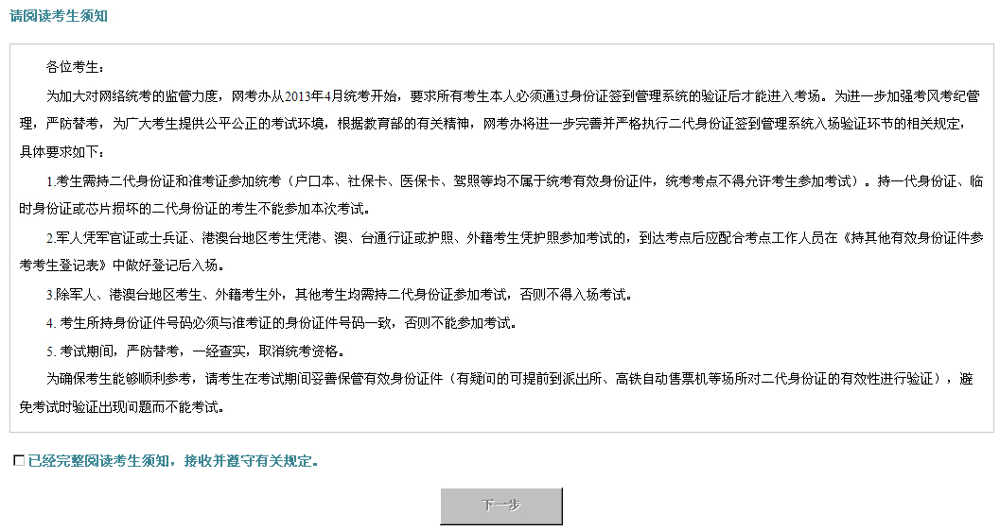 请阅读考生须知
各位考生：
为加大对网络统考的监管力度，网考办从2013年4月统考开始，要求所有考生本人必须通过身份证签到管理系统的验证后才能进入考场。为进一步加强考风考纪管
理，严防替考，为广大考生提供公平公正的考试环境，根据教育部的有关精神，网考办将进一步完善并严格执行二代身份证签到管理系统入场验证环节的相关规定，
具体要求如下：
1.考生需持二代身份证和准考证参加统考（户口本、社保卡、医保卡、驾照等均不属于统考有效身份证件，统考考点不得允许考生参加考试）。持一代身份证、临
时身份证或芯片损坏的二代身份证的考生不能参加本次考试。
2.军人凭军官证或士兵证、港澳台地区考生凭港、澳、台通行证或护照、外籍考生凭护照参加考试的，到达考点后应配合考点工作人员在《持其他有效身份证件参
考考生登记表》中做好登记后入场。
3.除军人、港澳台地区考生、外籍考生外，其他考生均需持二代身份证参加考试，否则不得入场考试。
4. 考生所持身份证件号码必须与准考证的身份证件号码一致，否则不能参加考试。
5. 考试期间，严防替考，一经查实，取消统考资格。
为确保考生能够顺利参考，请考生在考试期间妥善保管有效身份证件（有疑问的可提前到派出所、高铁自动售票机等场所对二代身份证的有效性进行验证），避
免考试时验证出现问题而不能考试。
已经完整阅读考生须知，接收并遵守有关规定。
下一步